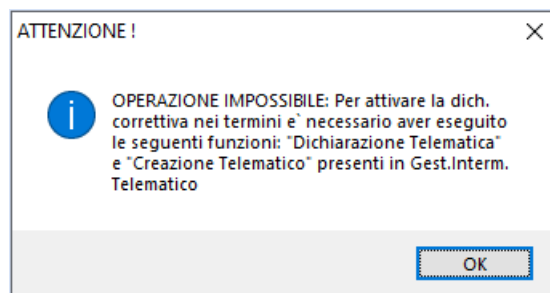 ATTENZIONE !
OPERAZIONE IMPOSSIBILE: Per attivare la dich.
correttiva nei termini e` necessario aver eseguito
le seguenti funzioni: "Dichiarazione Telematica"
e "Creazione Telematico" presenti in Gest.Interm.
Telematico
OK